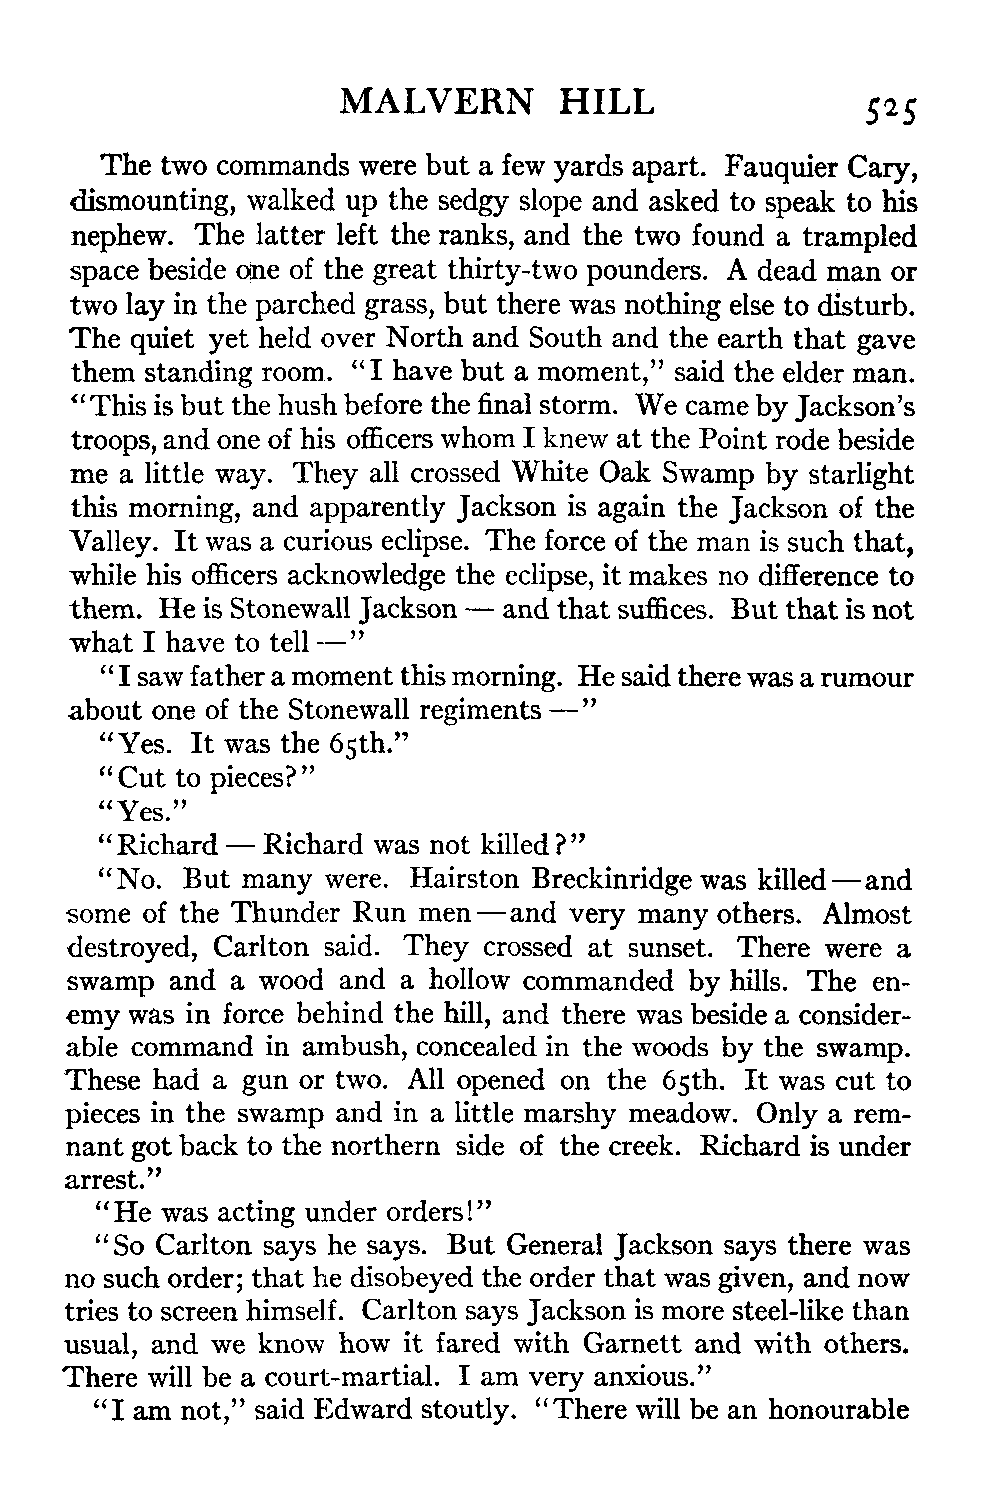 MALVERN HILL 525
The two commands were but a few yards apart. Fauquier Cary,
dismounting, walked up the sedgy slope and asked to speak to his
nephew. The latter left the ranks, and the two found a trampled
space beside one of the great thirty-two pounders. A dead man or
two lay in the parched grass, but there was nothing else to disturb.
The quiet yet held over North and South and the earth that gave
them standing room. "I have but a moment," said the elder man.
"This is but the hush before the final storm. We came by Jackson's
troops, and one of his officers whom I knew at the Point rode beside
me a little way. They all crossed White Oak Swamp by starlight
this morning, and apparently Jackson is again the Jackson of the
Valley. It was a curious eclipse. The force of the man is such that,
while his officers acknowledge the eclipse, it makes no difference to
them. He is Stonewall Jackson — and that suffices. But that is not
what I have to tell —"
"I saw father a moment this morning. He said there was a rumour
about one of the Stonewall regiments —"
"Yes. It was the 65th."
"Cut to pieces?"
"Yes."
"Richard — Richard was not killed?"
"No. But many were. Hairston Breckinridge was killed — and
some of the Thunder Run men — and very many others. Almost
destroyed, Carlton said. They crossed at sunset. There were a
swamp and a wood and a hollow commanded by hills. The en-
emy was in force behind the hill, and there was beside a consider-
able command in ambush, concealed in the woods by the swamp.
These had a gun or two. All opened on the 65th. It was cut to
pieces in the swamp and in a little marshy meadow. Only a rem-
nant got back to the northern side of the creek. Richard is under
arrest."
"He was acting under orders!"
"So Carlton says he says. But General Jackson says there was
no such order; that he disobeyed the order that was given, and now
tries to screen himself. Carlton says Jackson is more steel-like than
usual, and we know how it fared with Garnett and with others.
There will be a court-martial. I am very anxious."
"I am not," said Edward stoutly. "There will be an honourable